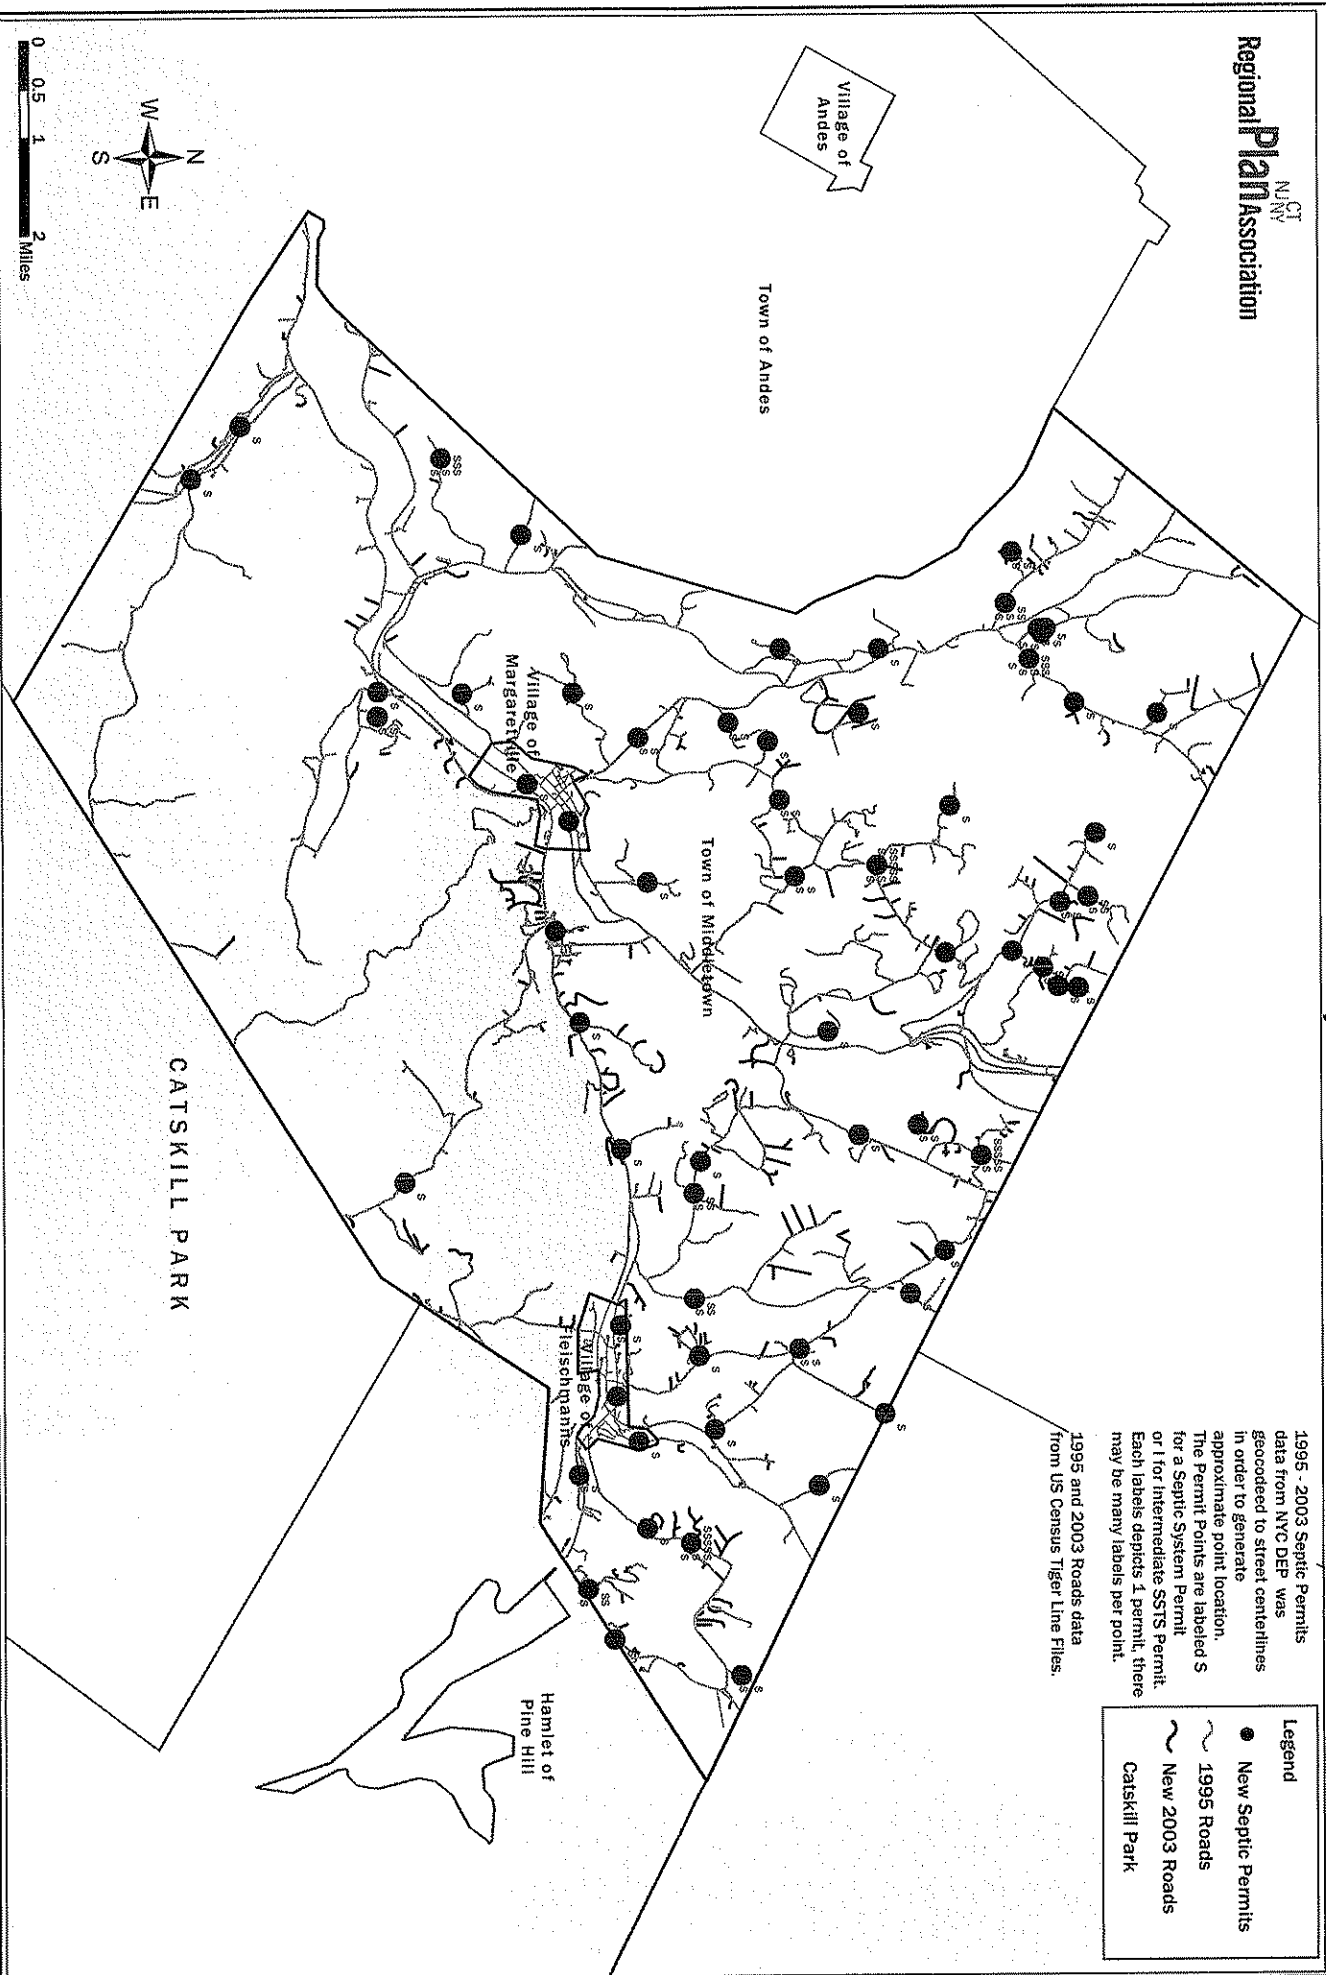 Regional Plan Association
NJ CT
NY
Village of
Andes
Town of Andes
Village of
Margaretville
Town of Middletown
Village of
Fleischmanns
CATSKILL PARK
Hamlet of
Pine Hill
1995 - 2003 Septic Permits
data from NYC DEP was
geocodeed to street centerlines
in order to generate
approximate point location.
The Permit Points are labeled S
for a Septic System Permit
or I for Intermediate SSTS Permit.
Each labels depicts 1 permit, there
may be many labels per point.
1995 and 2003 Roads data
from US Census Tiger Line Files.
Legend
New Septic Permits
1995 Roads
New 2003 Roads
Catskill Park
N
W
E
S
0 0.5 1 2
Miles